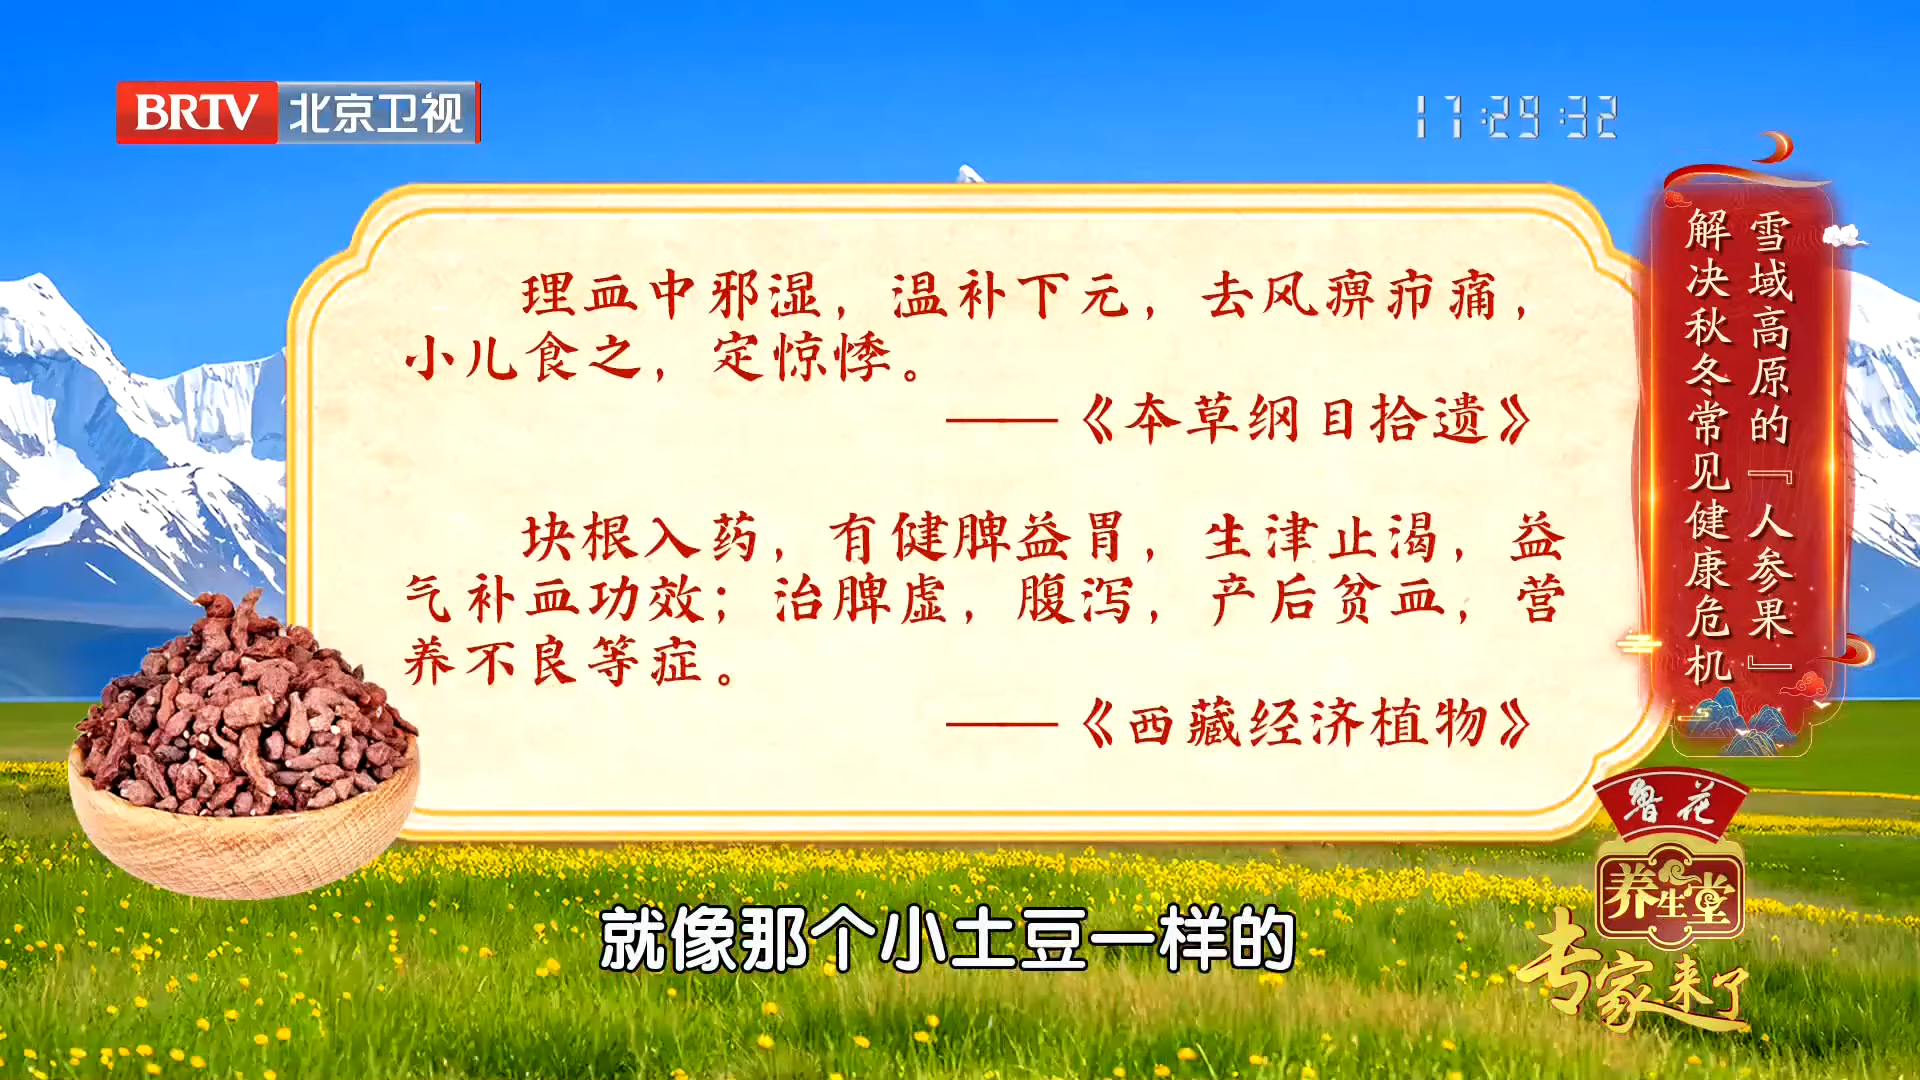 BRTV 北京卫视
17:29:32
理血中邪湿，温补下元，去风痹疖痛，
小儿食之，定惊悸。
——《本草纲目拾遗》
块根入药，有健脾益胃，生津止渴，益
气补血功效；治脾虚，腹泻，产后贫血，营
养不良等症。
——《西藏经济植物》
雪域高原的『人参果』
解决秋冬常见健康危机
鲁花
养生堂
专家来了
就像那个小土豆一样的